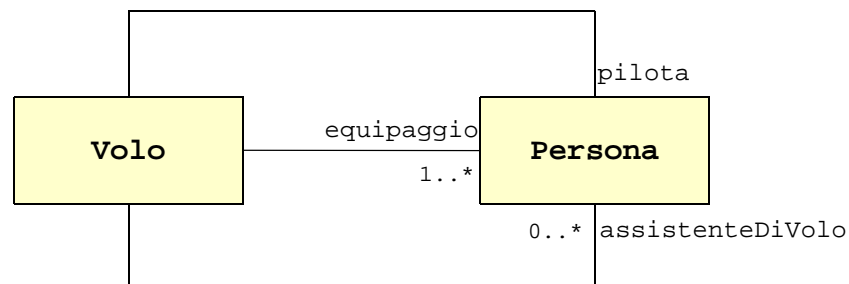 pilota
equipaggio
Volo
Persona
1..*
0..* assistenteDiVolo